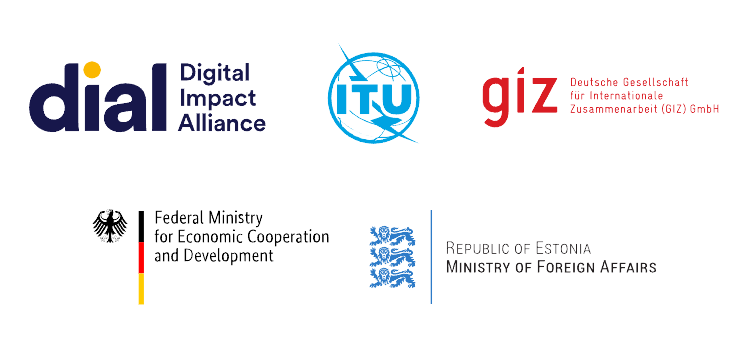 dial
Digital
Impact
Alliance
ITU
giz
Deutsche Gesellschaft
für Internationale
Zusammenarbeit (GIZ) GmbH
Federal Ministry
for Economic Cooperation
and Development
Republic of Estonia
Ministry of Foreign Affairs